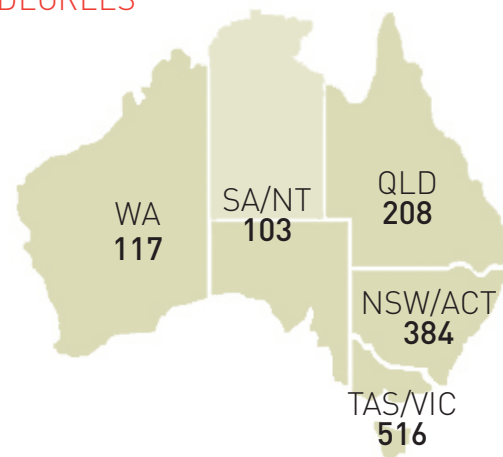 DEGREES
WA
117
SA/NT
103
QLD
208
NSW/ACT
384
TAS/VIC
516